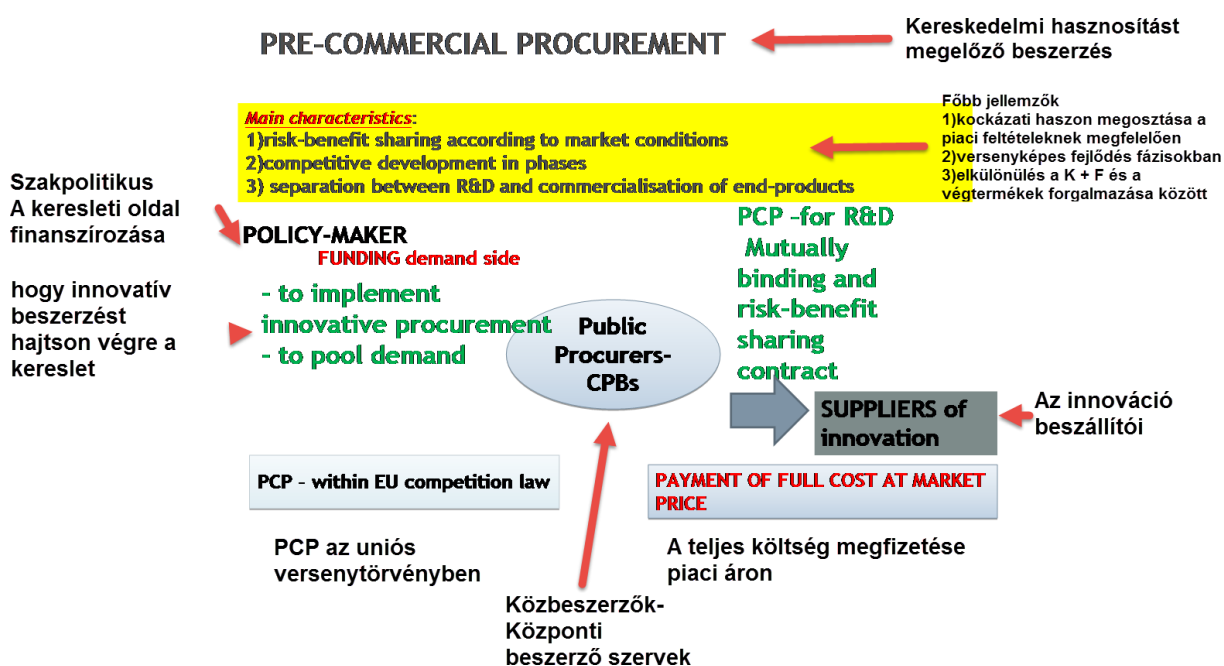 PRE-COMMERCIAL PROCUREMENT
Kereskedelmi hasznosítást
megelőző beszerzés
Main characteristics:
1)risk-benefit sharing according to market conditions
2)competitive development in phases
3) separation between R&D and commercialisation of end-products
Főbb jellemzők
1)kockázati haszon megosztása a
piaci feltételeknek megfelelően
2)versenyképes fejlődés fázisokban
3)elkülönülés a K + F és a
végtermékek forgalmazása között
Szakpolitikus
A keresleti oldal
finanszírozása
hogy innovatív
beszerzést
hajtson végre a
kereslet
POLICY-MAKER
FUNDING demand side
- to implement
innovative procurement
- to pool demand
Public
Procurers-
CPBs
PCP -for R&D
Mutually
binding and
risk-benefit
sharing
contract
SUPPLIERS of
innovation
Az innováció
beszállítói
PCP - within EU competition law
PAYMENT OF FULL COST AT MARKET
PRICE
PCP az uniós
versenytörvényben
A teljes költség megfizetése
piaci áron
Közbeszerzők-
Központi
beszerző szervek